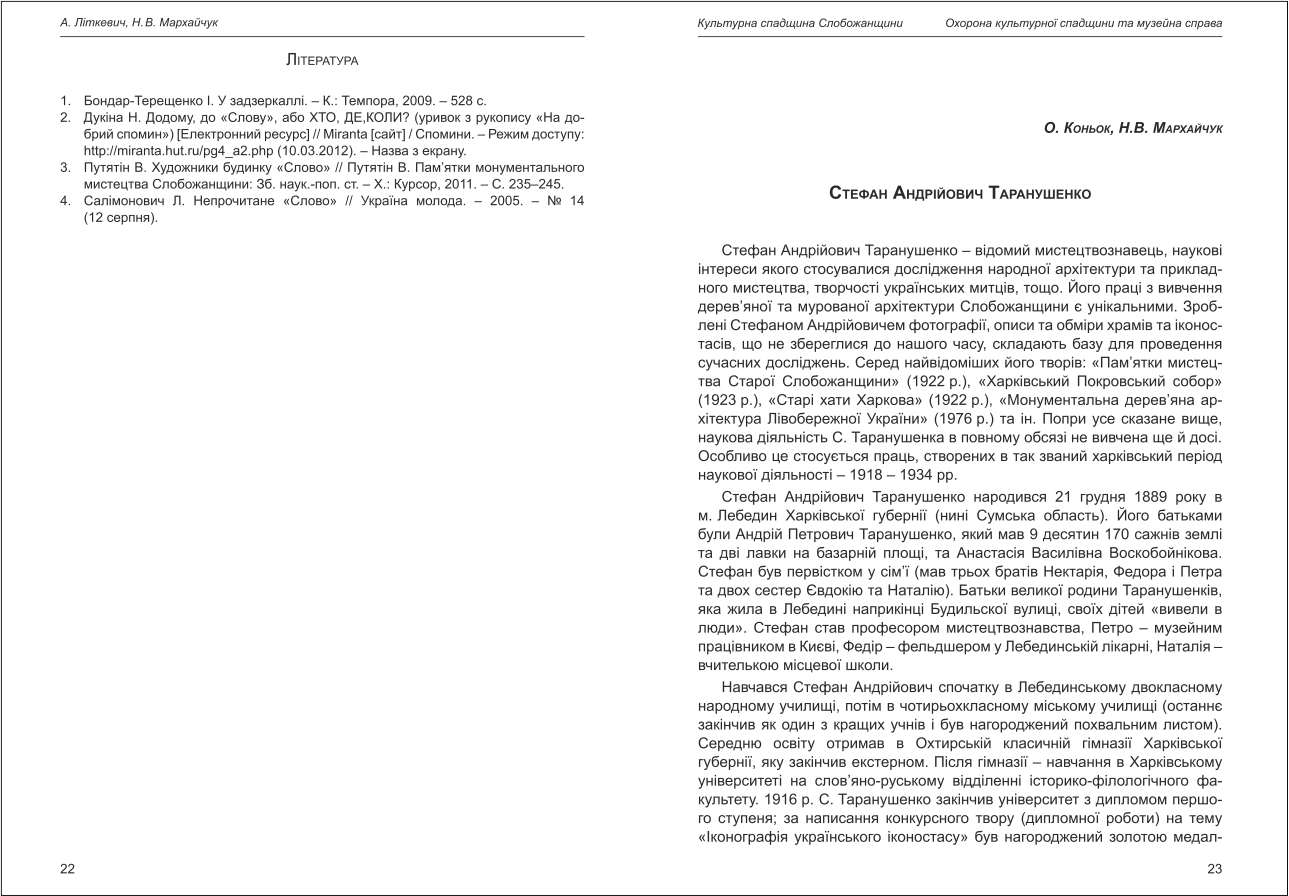 А. Літкевич, Н. В. Мархайчук
Література
1. Бондар-Терещенко І. У задзеркаллі. – К.: Темпора, 2009. – 528 с.
2. Дукіна Н. Додому, до «Слову», або ХТО, ДЕ,КОЛИ? (уривок з рукопису «На до-
брий спомин») [Електронний ресурс] // Miranta [сайт] / Спомини. – Режим доступу:
http://miranta.hut.ru/pg4_a2.php (10.03.2012). – Назва з екрану.
3. Путятін В. Художники будинку «Слово» // Путятін В. Пам’ятки монументального
мистецтва Слобожанщини: Зб. наук.-поп. ст. – Х.: Курсор, 2011. – С. 235–245.
4. Салімонович Л. Непрочитане «Слово» // Україна молода. – 2005. – № 14
(12 серпня).
22
Культурна спадщина Слобожанщини Охорона культурної спадщини та музейна справа
О. Коньок, Н.В. Мархайчук
Стефан Андрійович Таранушенко
Стефан Андрійович Таранушенко – відомий мистецтвознавець, наукові
інтереси якого стосувалися дослідження народної архітектури та приклад-
ного мистецтва, творчості українських митців, тощо. Його праці з вивчення
дерев’яної та мурованої архітектури Слобожанщини є унікальними. Зроб-
лені Стефаном Андрійовичем фотографії, описи та обміри храмів та іконос-
тасів, що не збереглися до нашого часу, складають базу для проведення
сучасних досліджень. Серед найвідоміших його творів: «Пам’ятки мистец-
тва Старої Слобожанщини» (1922 р.), «Харківський Покровський собор»
(1923 р.), «Старі хати Харкова» (1922 р.), «Монументальна дерев’яна ар-
хітектура Лівобережної України» (1976 р.) та ін. Попри усе сказане вище,
наукова діяльність С. Таранушенка в повному обсязі не вивчена ще й досі.
Особливо це стосується праць, створених в так званий харківський період
наукової діяльності – 1918 – 1934 рр.
Стефан Андрійович Таранушенко народився 21 грудня 1889 року в
м. Лебедин Харківської губернії (нині Сумська область). Його батьками
були Андрій Петрович Таранушенко, який мав 9 десятин 170 сажнів землі
та дві лавки на базарній площі, та Анастасія Василівна Воскобойнікова.
Стефан був первістком у сім’ї (мав трьох братів Нектарія, Федора і Петра
та двох сестер Євдокію та Наталію). Батьки великої родини Таранушенків,
яка жила в Лебедині наприкінці Будильскої вулиці, своїх дітей «вивели в
люди». Стефан став професором мистецтвознавства, Петро – музейним
працівником в Києві, Федір – фельдшером у Лебединській лікарні, Наталія –
вчителькою місцевої школи.
Навчався Стефан Андрійович спочатку в Лебединському двокласному
народному училищі, потім в чотирьохкласному міському училищі (останнє
закінчив як один з кращих учнів і був нагороджений похвальним листом).
Середню освіту отримав в Охтирській класичній гімназії Харківської
губернії, яку закінчив екстерном. Після гімназії – навчання в Харківському
університеті на слов’яно-руському відділенні історико-філологічного фа-
культету. 1916 р. С. Таранушенко закінчив університет з дипломом першо-
го ступеня; за написання конкурсного твору (дипломної роботи) на тему
«Іконографія українського іконостасу» був нагороджений золотою медал-
23